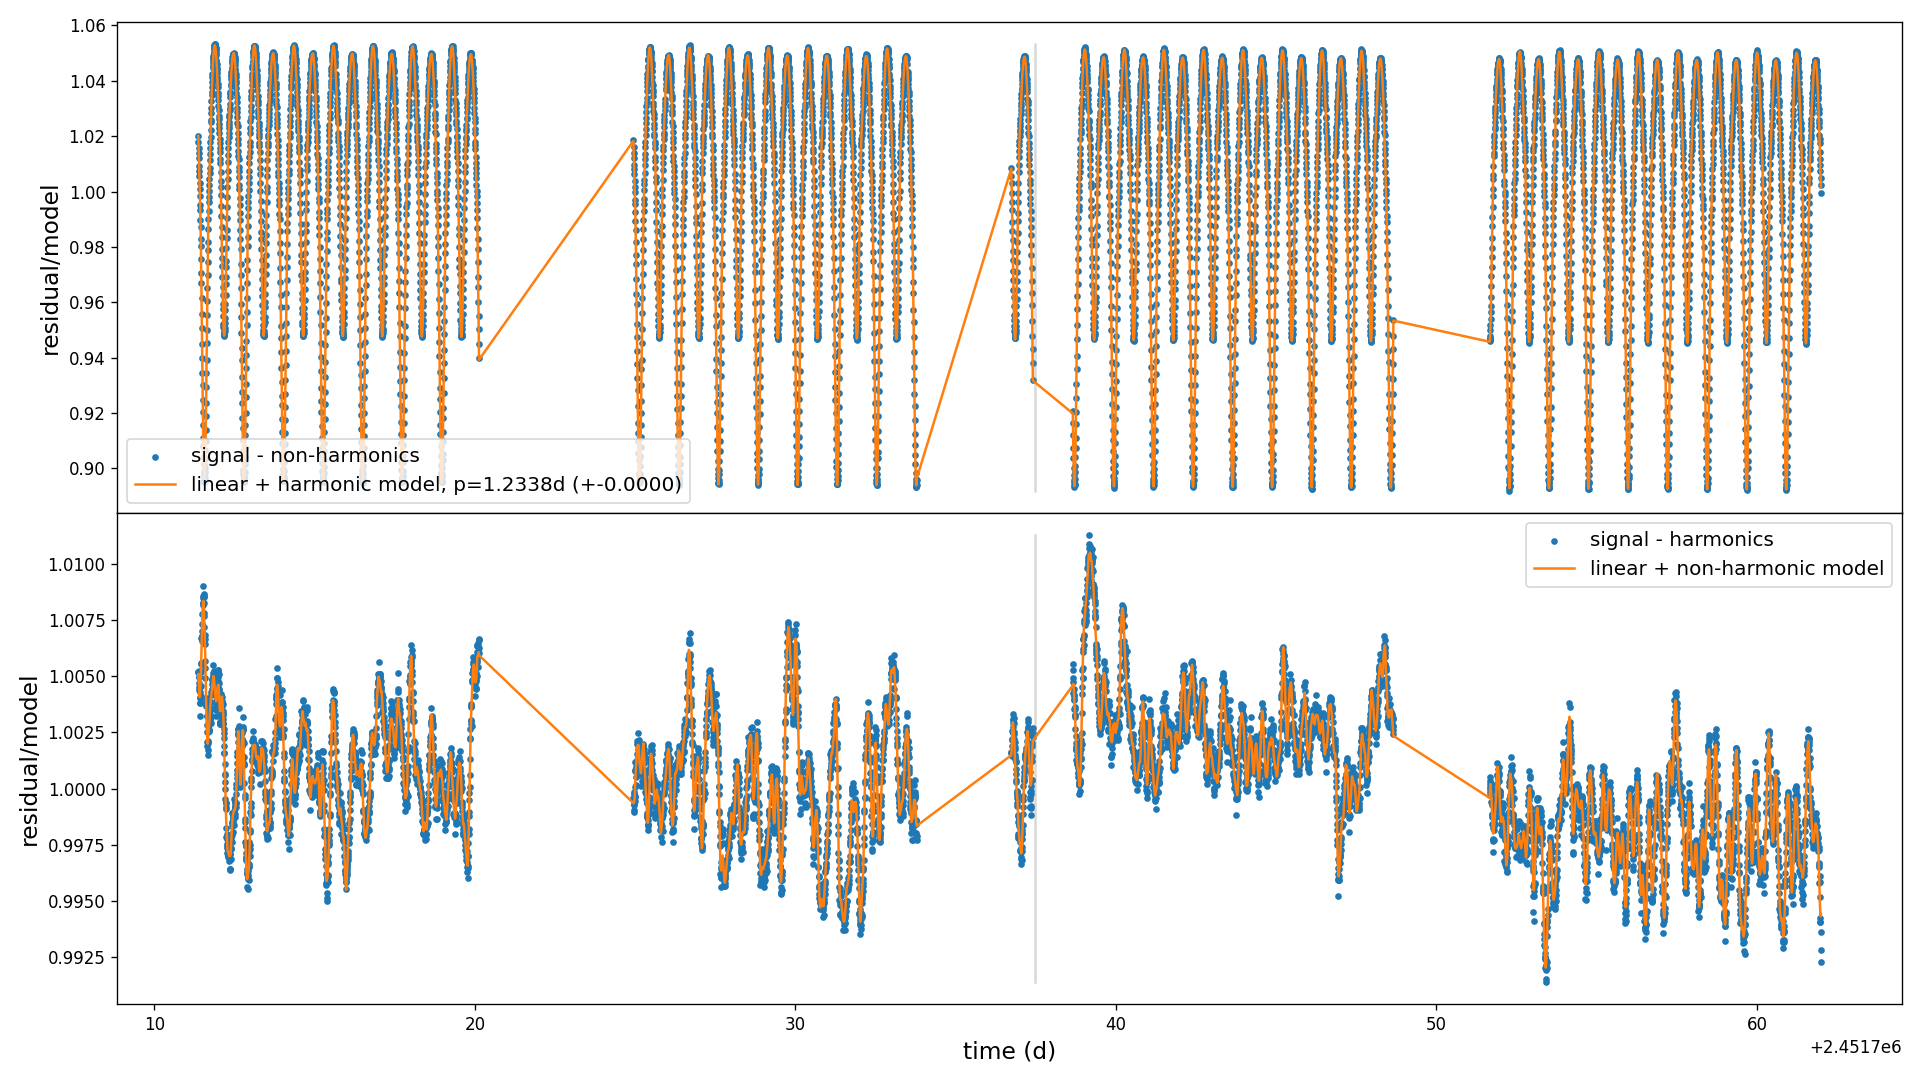 1.06
1.04
1.02
1.00
0.98
0.96
0.94
0.92
0.90
residual/model
signal - non-harmonics
linear + harmonic model, p=1.2338d (+-0.0000)
signal - harmonics
linear + non-harmonic model
1.0100
1.0075
1.0050
1.0025
1.0000
0.9975
0.9950
0.9925
residual/model
10 20 30 40 50 60
time (d)
+2.4517e6